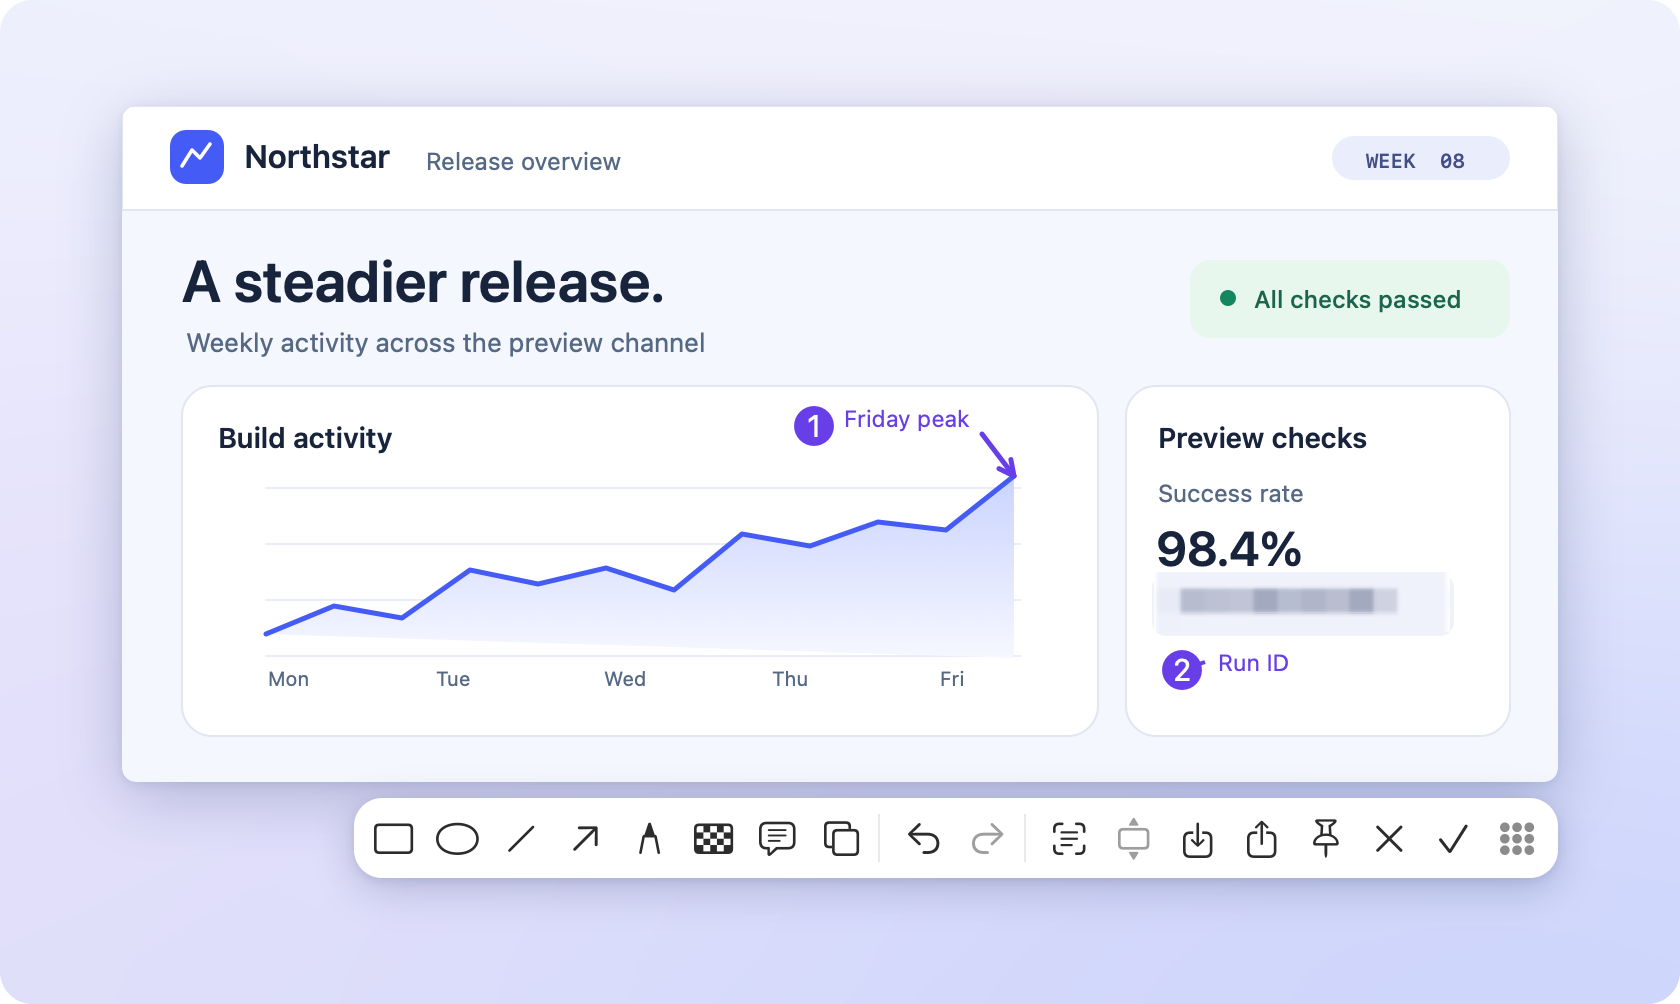 Northstar Release overview WEEK 08
A steadier release.
All checks passed
Weekly activity across the preview channel
Build activity
1 Friday peak
Mon Tue Wed Thu Fri
Preview checks
Success rate
98.4%
2 Run ID